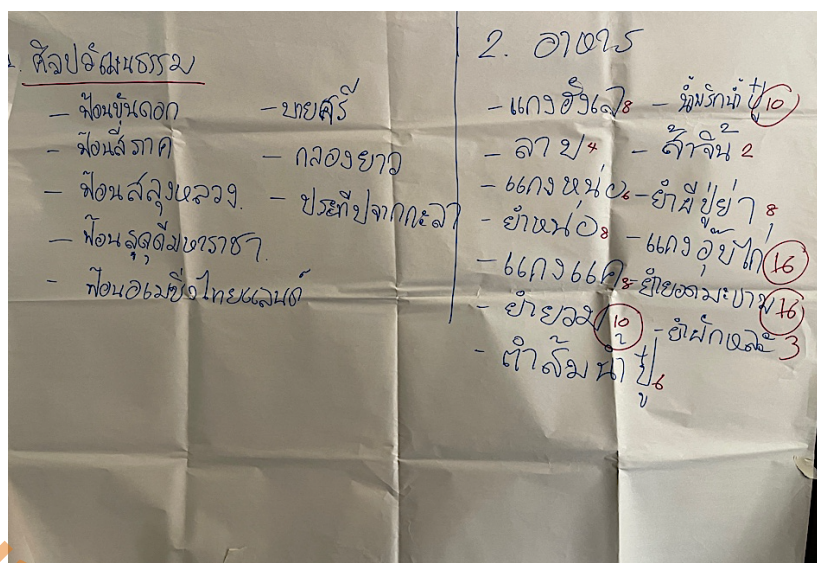 ศิลปวัฒนธรรม
- ฟ้อนขันดอก
- ฟ้อนสี่ราค
- ฟ้อนสลุงหลวง
- ฟ้อนสดุดีมหาราชา
- ฟ้อนอเมซิ่งไทยแลนด์
- บายศรี
- กลองยาว
- ประทีปจากกะลา
2. อาหาร
- แกงฮังเล 8
- ลาบ 4
- แกงหน่อ 6
- ยำหน่อ 8
- แกงแค 8
- ยำยวม 10
- ตำส้มน้ำปู๋ 6
- น้ำพริกน้ำปู๋ 10
- ส้าจิ้น 2
- ยำผีปู่ย่า 8
- แกงอุ๊บไก่ 16
- ยำยอดมะขาม 16
- ยำผักหละ 3